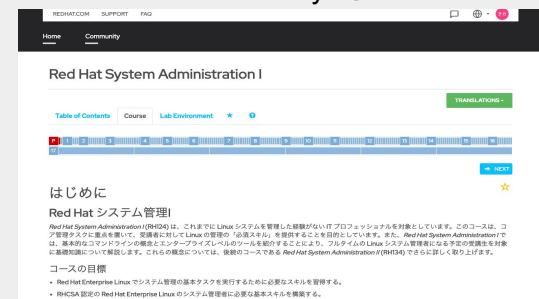 REDHAT.COM SUPPORT FAQ
Home Community
Red Hat System Administration I
TRANSLATIONS
Table of Contents Course Lab Environment ★ ?
P 1 2 3 4 5 6 7 8 9 10 11 12 13 14 15 16
17
→ NEXT
はじめに
Red Hat システム管理I
Red Hat System Administration I (RH124) は、これまでに Linux システムを管理した経験がない IT プロフェッショナルを対象としています。このコースは、コ
ア管理タスクに重点を置いて、受講者に対して Linux の管理の「必須スキル」を提供することを目的としています。また、Red Hat System Administration I で
は、基本的なコマンドラインの概念とエンタープライズレベルのツールを紹介することにより、フルタイムの Linux システム管理者になる予定の受講生を対象
に基礎知識について解説します。これらの概念については、後続のコースである Red Hat System Administration II (RH134) でさらに詳しく取り上げます。
コースの目標
• Red Hat Enterprise Linux でシステム管理の基本タスクを実行するために必要なスキルを習得する。
• RHCSA 認定の Red Hat Enterprise Linux のシステム管理者に必要な基本スキルを構築する。